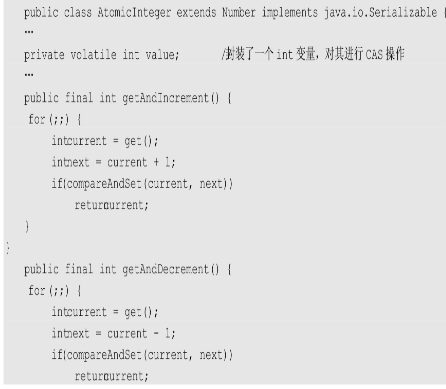 public class AtomicInteger extends Number implements java.io.Serializable {
…
private volatile int value; /封装了一个 int 变量，对其进行 CAS 操作
…
public final int getAndIncrement() {
for(;;) {
intcurrent = get();
intnext = current + 1;
if(compareAndSet(current, next))
returcurrent;
}
}
public final int getAndDecrement() {
for(;;) {
intcurrent = get();
intnext = current - 1;
if(compareAndSet(current, next))
returcurrent;